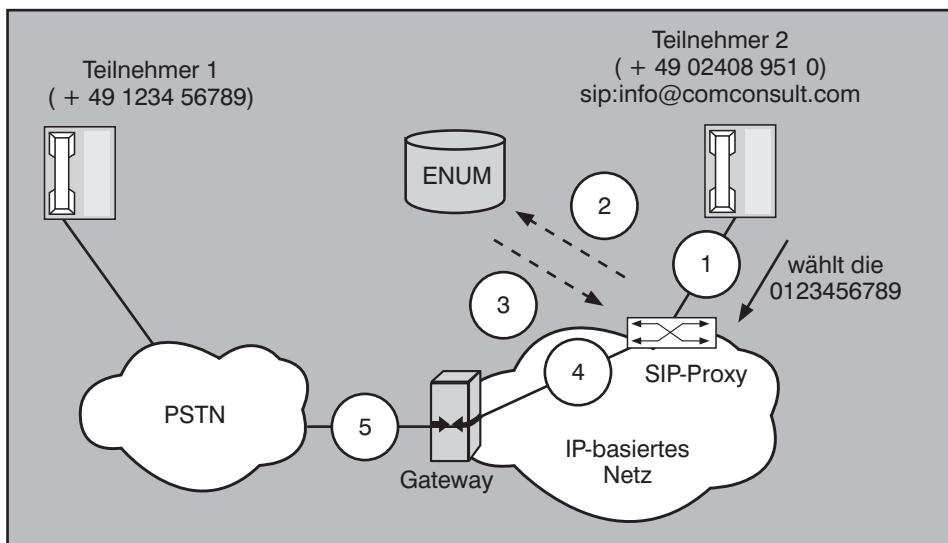 Teilnehmer 1
( + 49 1234 56789)
Teilnehmer 2
( + 49 02408 951 0)
sip:info@comconsult.com
ENUM
2
1
wählt die
0123456789
3
4
SIP-Proxy
PSTN
5
IP-basiertes
Netz
Gateway